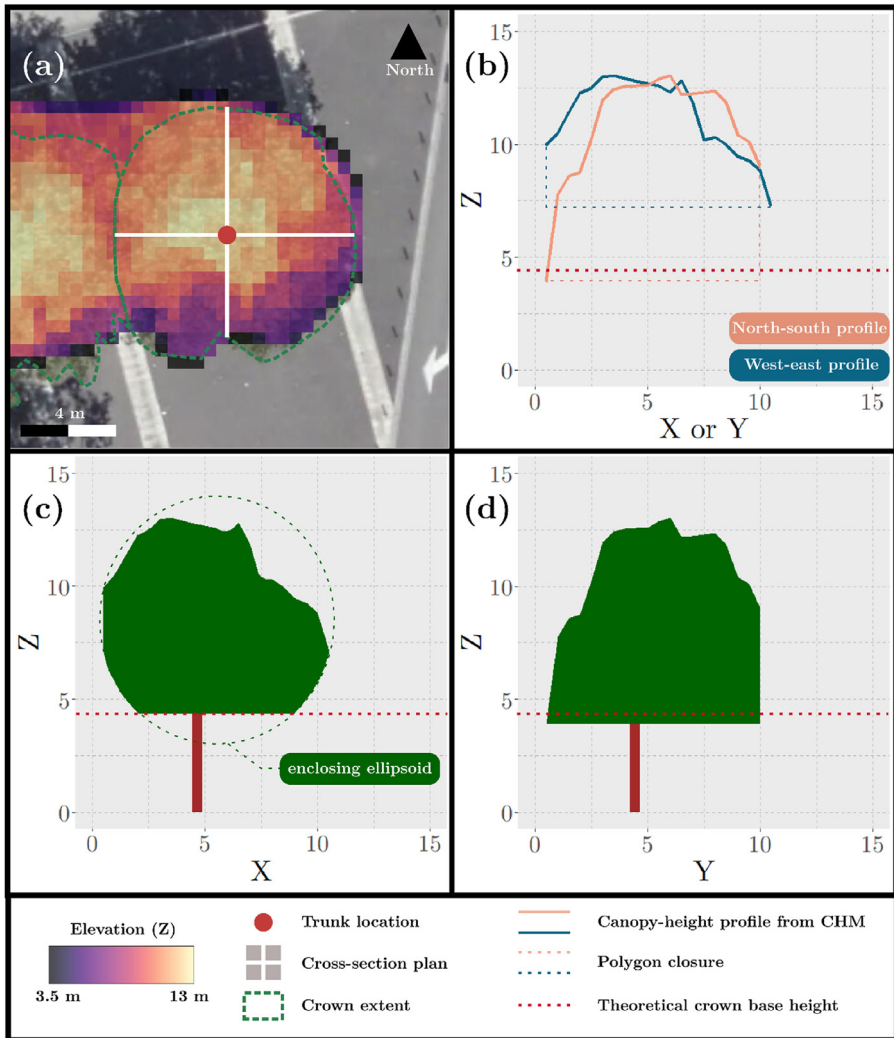 (a)
North
4 m
(b)
15
10
5
0
Z
0
5
10
15
X or Y
North-south profile
West-east profile
(c)
15
10
5
0
Z
0
5
10
15
X
enclosing ellipsoid
(d)
15
10
5
0
Z
0
5
10
15
Y
Elevation (Z)
3.5 m
13 m
Trunk location
Cross-section plan
Crown extent
Canopy-height profile from CHM
Polygon closure
Theoretical crown base height